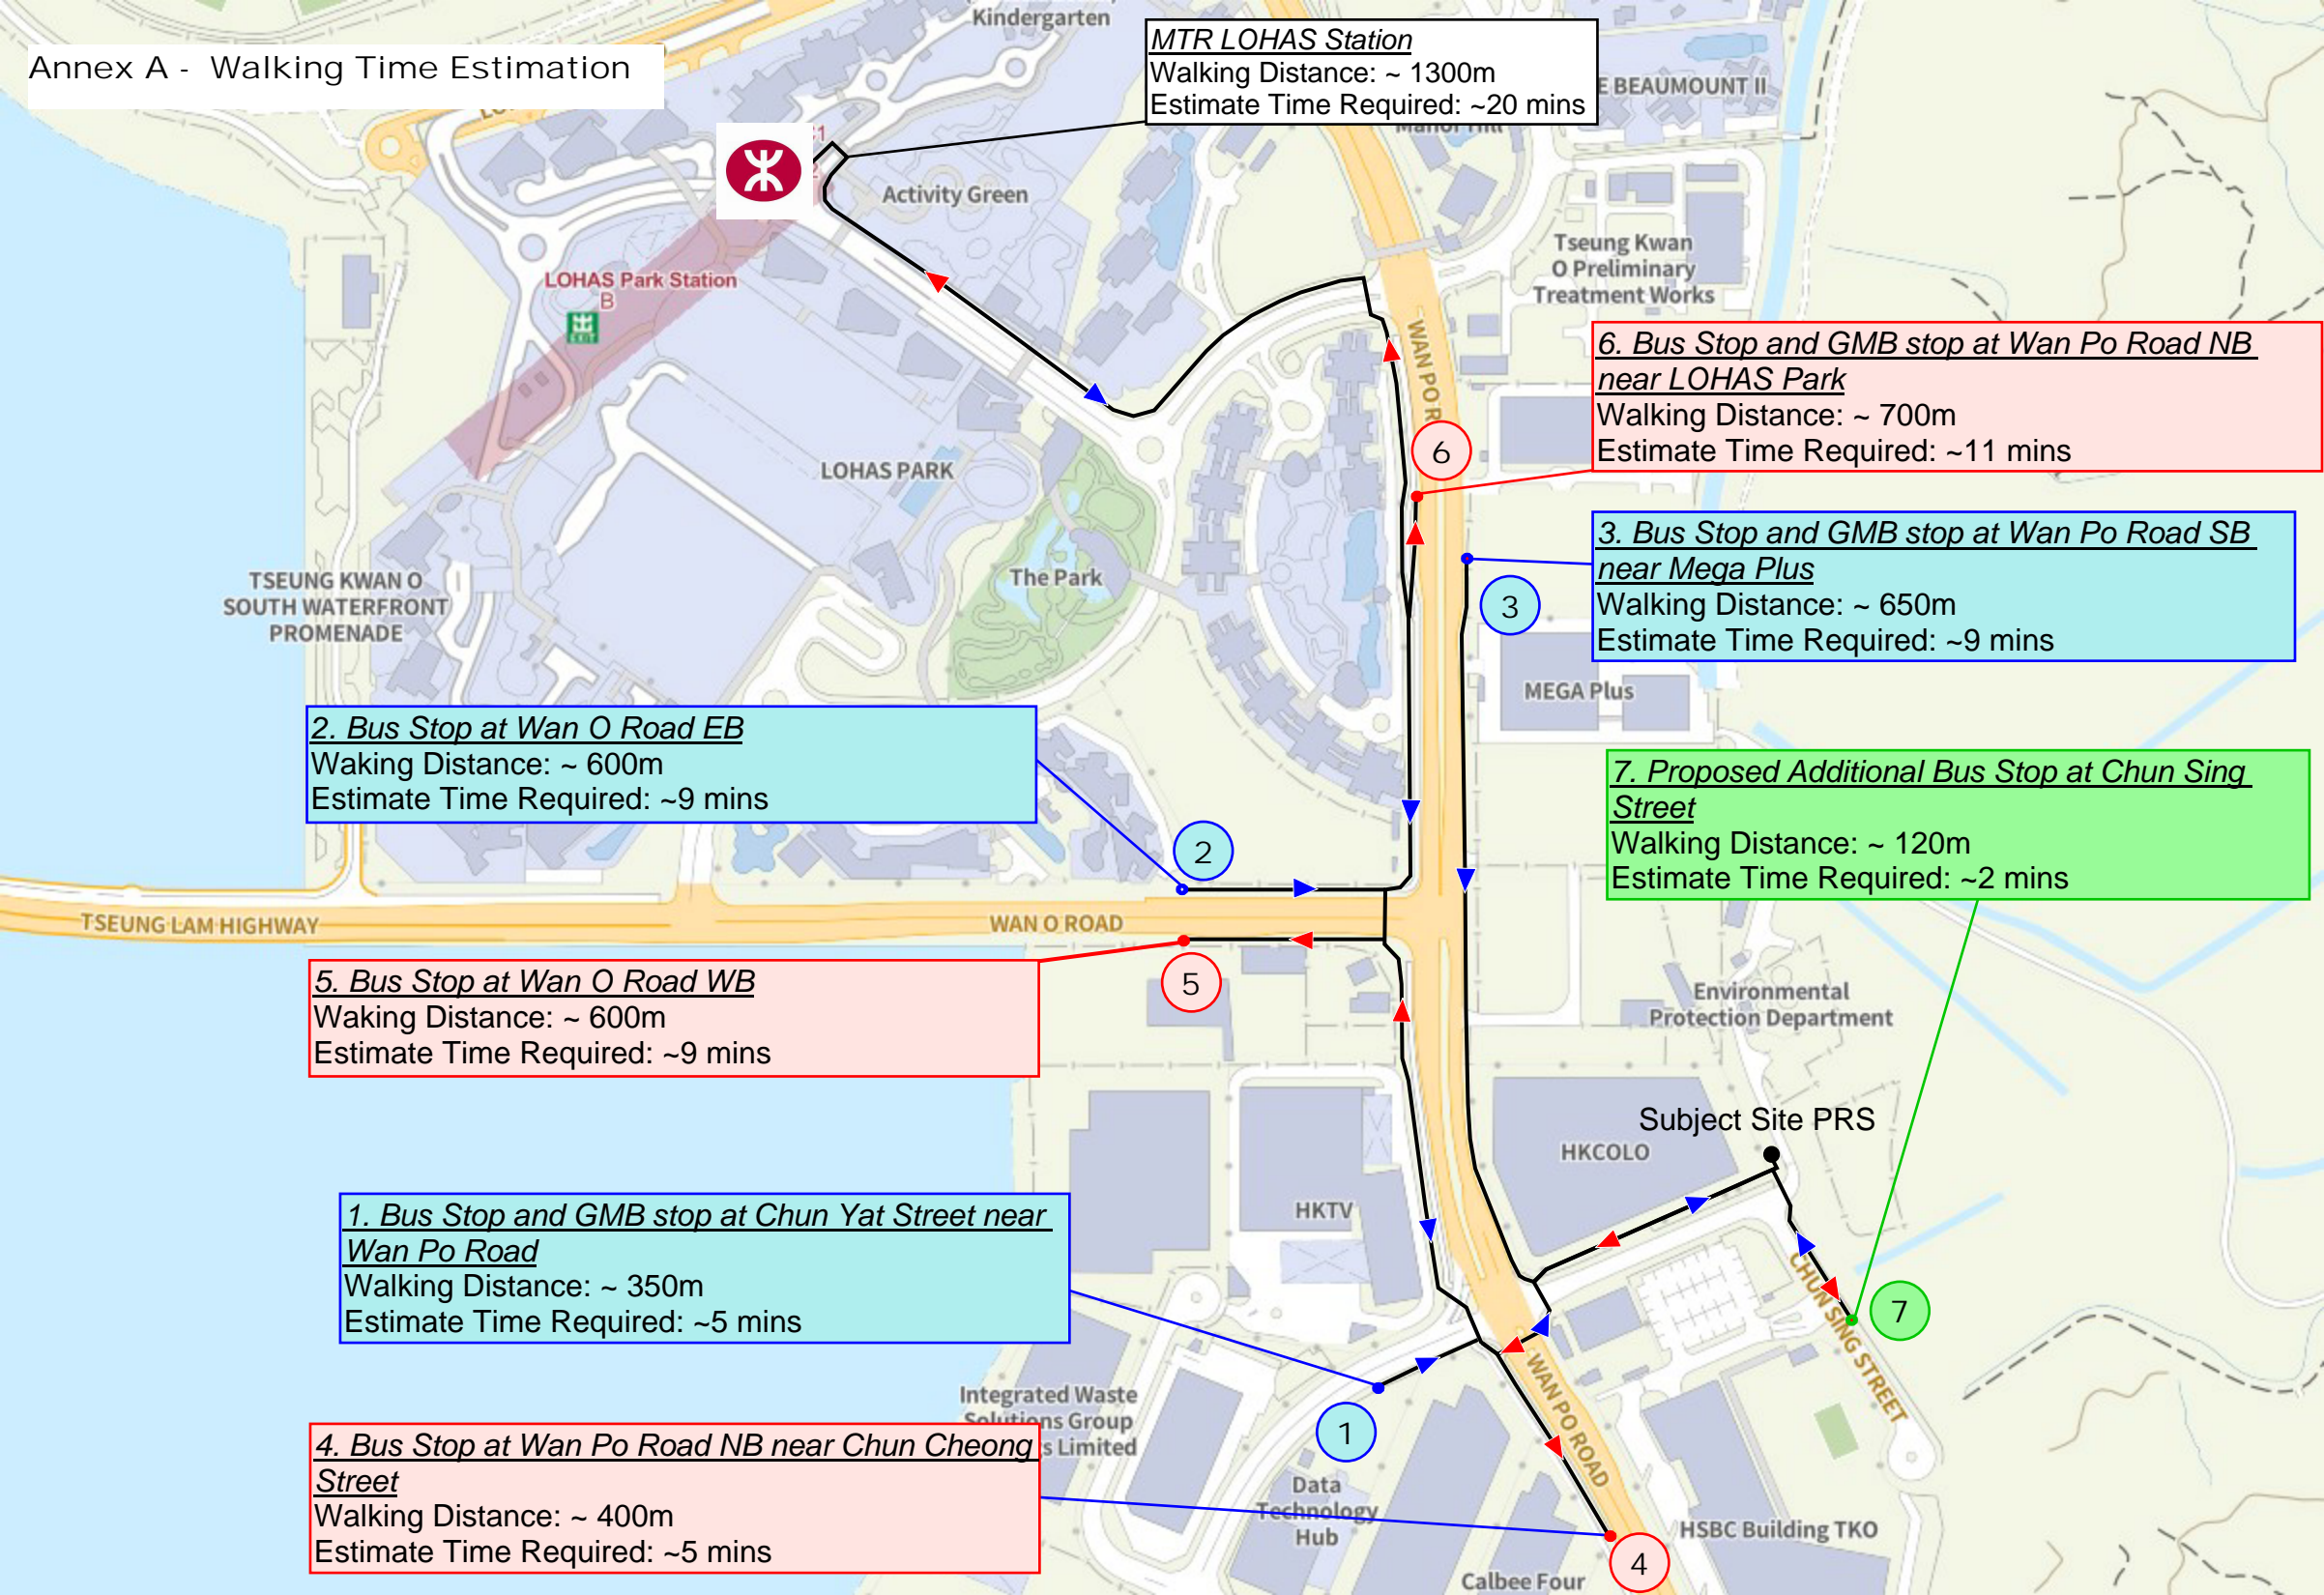 Kindergarten
Annex A - Walking Time Estimation
MTR LOHAS Station
Walking Distance: ~ 1300m
Estimate Time Required: ~20 mins
E BEAUMOUNT II
Manor Hill
Activity Green
Tseung Kwan
O Preliminary
Treatment Works
LOHAS Park Station
B
EXIT
WAN PO R
6. Bus Stop and GMB stop at Wan Po Road NB
near LOHAS Park
Walking Distance: ~ 700m
Estimate Time Required: ~11 mins
6
LOHAS PARK
3. Bus Stop and GMB stop at Wan Po Road SB
near Mega Plus
Walking Distance: ~ 650m
Estimate Time Required: ~9 mins
3
The Park
TSEUNG KWAN O
SOUTH WATERFRONT
PROMENADE
MEGA Plus
2. Bus Stop at Wan O Road EB
Waking Distance: ~ 600m
Estimate Time Required: ~9 mins
2
7. Proposed Additional Bus Stop at Chun Sing
Street
Walking Distance: ~ 120m
Estimate Time Required: ~2 mins
TSEUNG LAM HIGHWAY
WAN O ROAD
5. Bus Stop at Wan O Road WB
Waking Distance: ~ 600m
Estimate Time Required: ~9 mins
5
Environmental
Protection Department
Subject Site PRS
HKCOLO
HKTV
1. Bus Stop and GMB stop at Chun Yat Street near
Wan Po Road
Walking Distance: ~ 350m
Estimate Time Required: ~5 mins
CHUN SING STREET
7
WAN PO ROAD
1
Integrated Waste
Solutions Group
s Limited
4. Bus Stop at Wan Po Road NB near Chun Cheong
Street
Walking Distance: ~ 400m
Estimate Time Required: ~5 mins
Data
Technology
Hub
HSBC Building TKO
4
Calbee Four